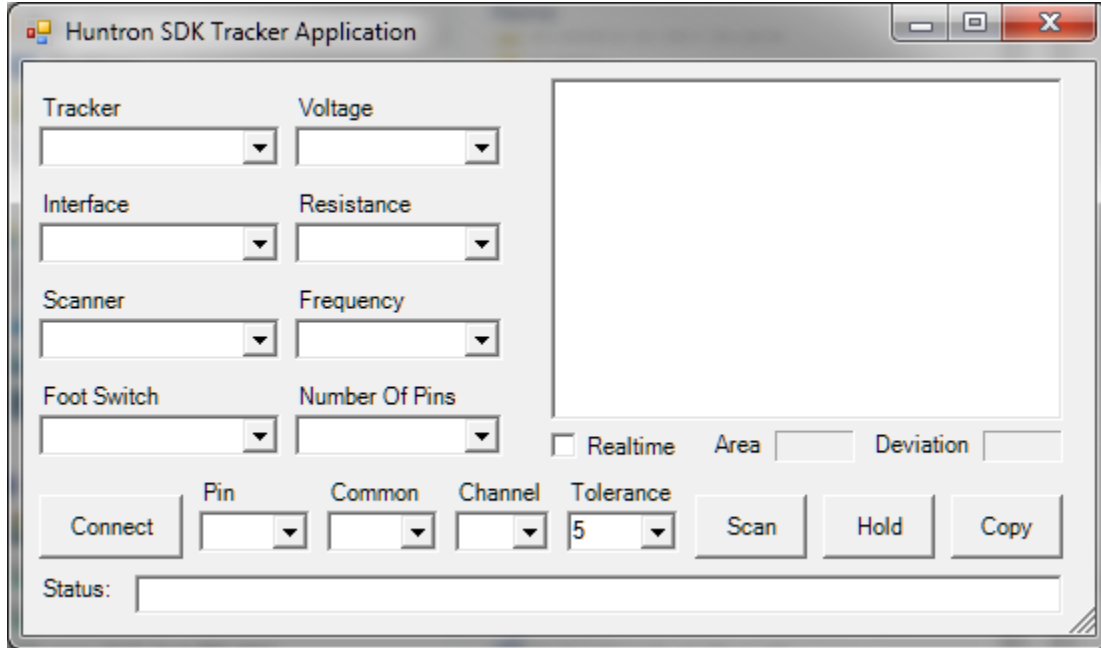 Huntron SDK Tracker Application
Tracker Voltage
Interface Resistance
Scanner Frequency
Foot Switch Number Of Pins
Realtime Area Deviation
Pin Common Channel Tolerance
Connect 5 Scan Hold Copy
Status: